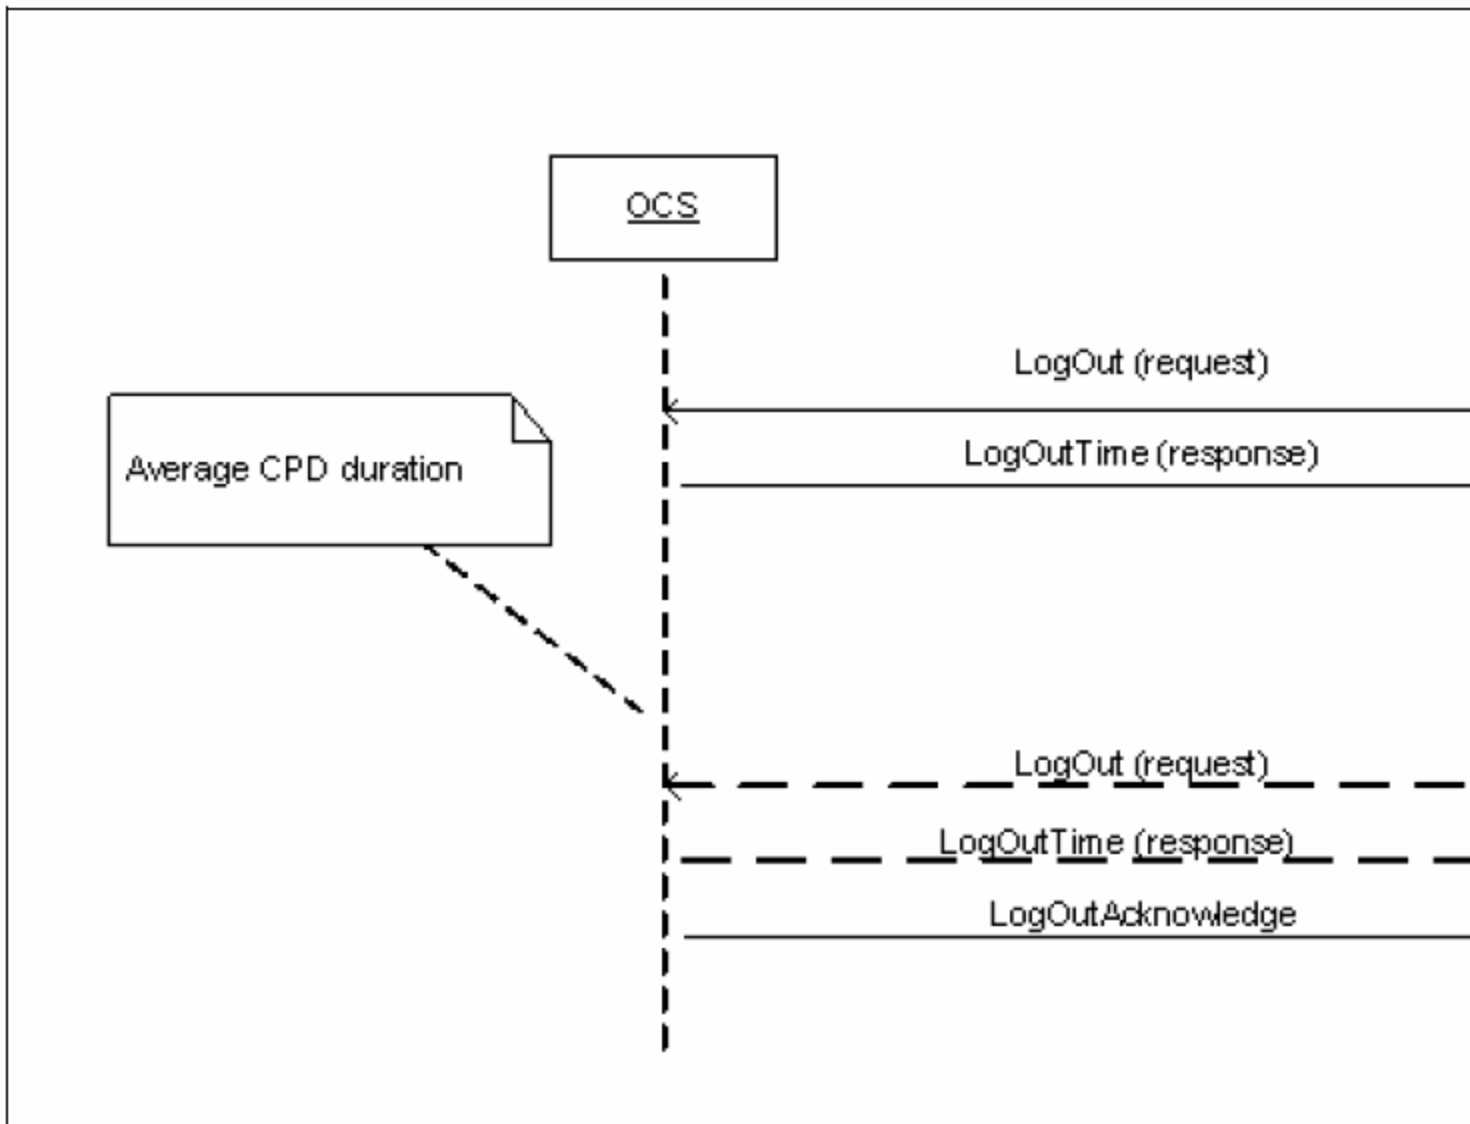 OCS
LogOut (request)
LogOutTime (response)
Average CPD duration
LogOut (request)
LogOutTime (response)
LogOutAcknowledge